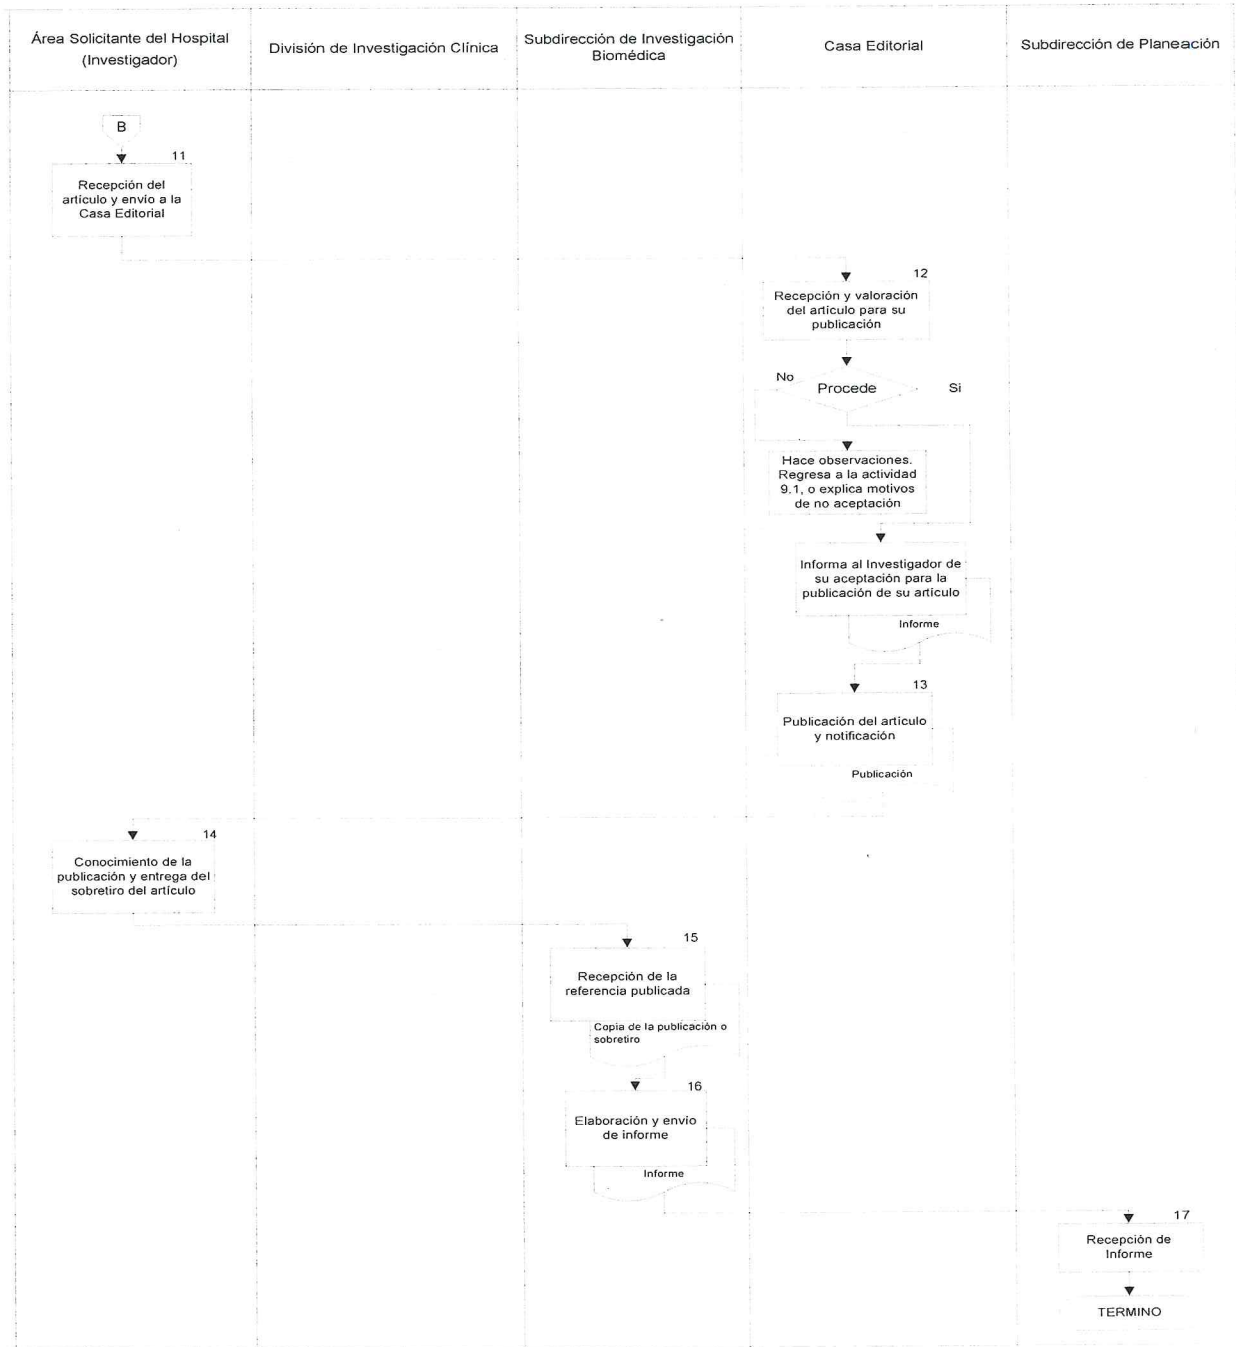 Área Solicitante del Hospital
(Investigador)
División de Investigación Clínica
Subdirección de Investigación
Biomédica
Casa Editorial
Subdirección de Planeación
B
11
Recepción del
artículo y envío a la
Casa Editorial
12
Recepción y valoración
del artículo para su
publicación
No
Procede
Si
Hace observaciones.
Regresa a la actividad
9.1, o explica motivos
de no aceptación
Informa al Investigador de
su aceptación para la
publicación de su artículo
Informe
13
Publicación del artículo
y notificación
Publicación
14
Conocimiento de la
publicación y entrega del
sobretiro del artículo
15
Recepción de la
referencia publicada
Copia de la publicación o
sobretiro
16
Elaboración y envío
de informe
Informe
17
Recepción de
Informe
TERMINO